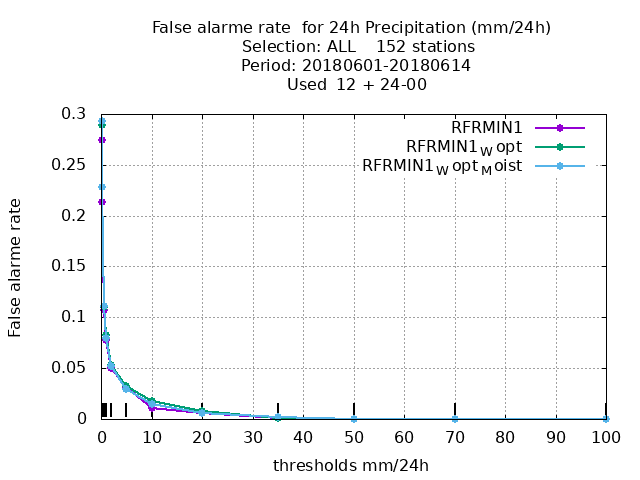 False alarme rate  for 24h Precipitation (mm/24h)
Selection: ALL    152 stations
Period: 20180601-20180614
Used  12 + 24-00
RFRMIN1
RFRMIN1_W opt
RFRMIN1_W opt_M oist
False alarme rate
0.3
0.25
0.2
0.15
0.1
0.05
0
0 10 20 30 40 50 60 70 80 90 100
thresholds mm/24h